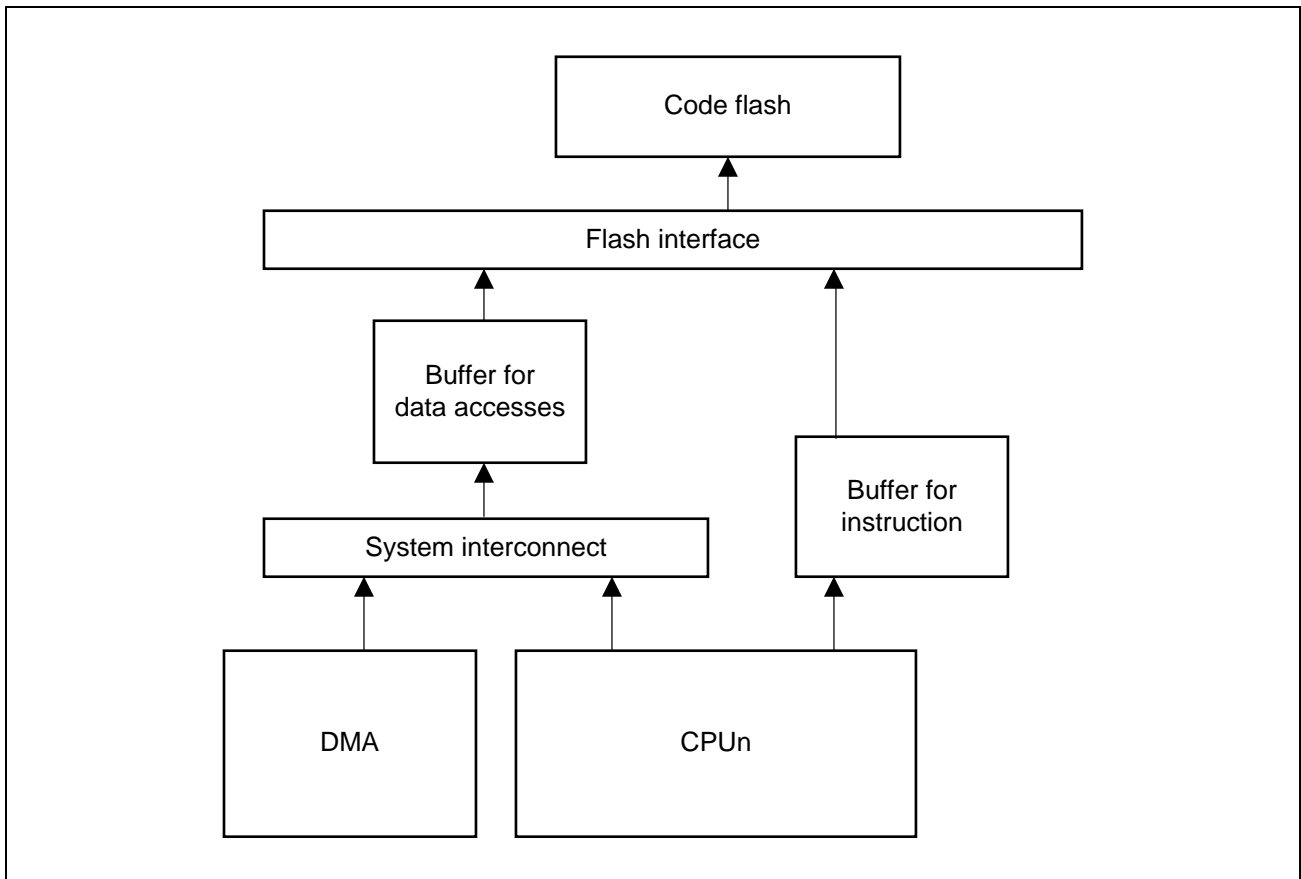 Code flash
Flash interface
Buffer for
data accesses
Buffer for
instruction
System interconnect
DMA
CPUn